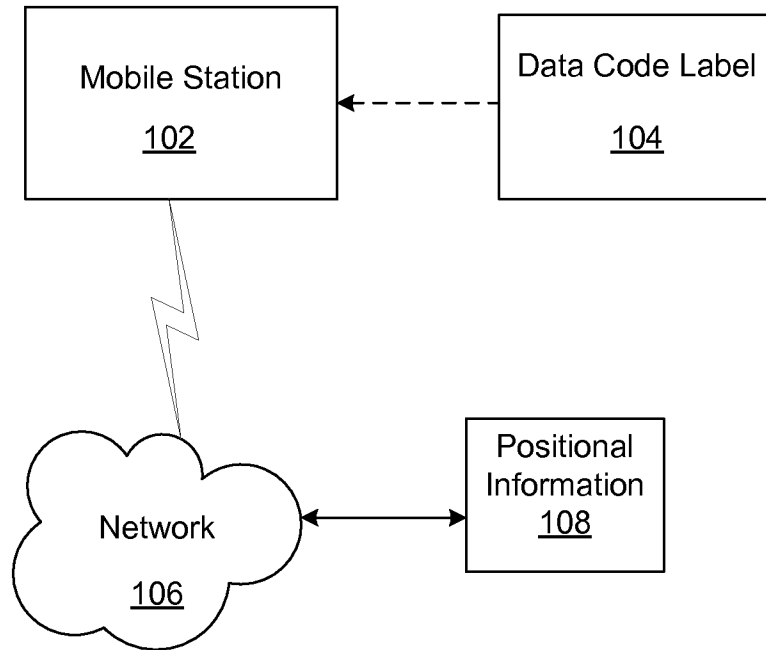 Mobile Station
102
Data Code Label
104
Positional
Information
108
Network
106